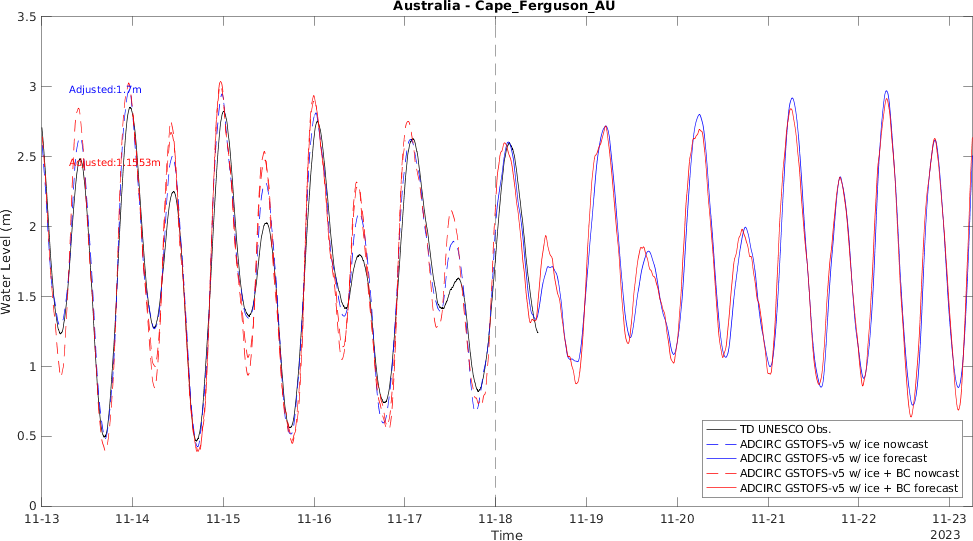 Australia - Cape_Ferguson_AU
3.5
3
2.5
2
1.5
1
0.5
0
Water Level (m)
Adjusted:1.7m
Adjusted:1.1553m
TD UNESCO Obs.
ADCIRC GSTOFS-v5 w/ ice nowcast
ADCIRC GSTOFS-v5 w/ ice forecast
ADCIRC GSTOFS-v5 w/ ice + BC nowcast
ADCIRC GSTOFS-v5 w/ ice + BC forecast
11-13 11-14 11-15 11-16 11-17 11-18 11-19 11-20 11-21 11-22 11-23
2023
Time